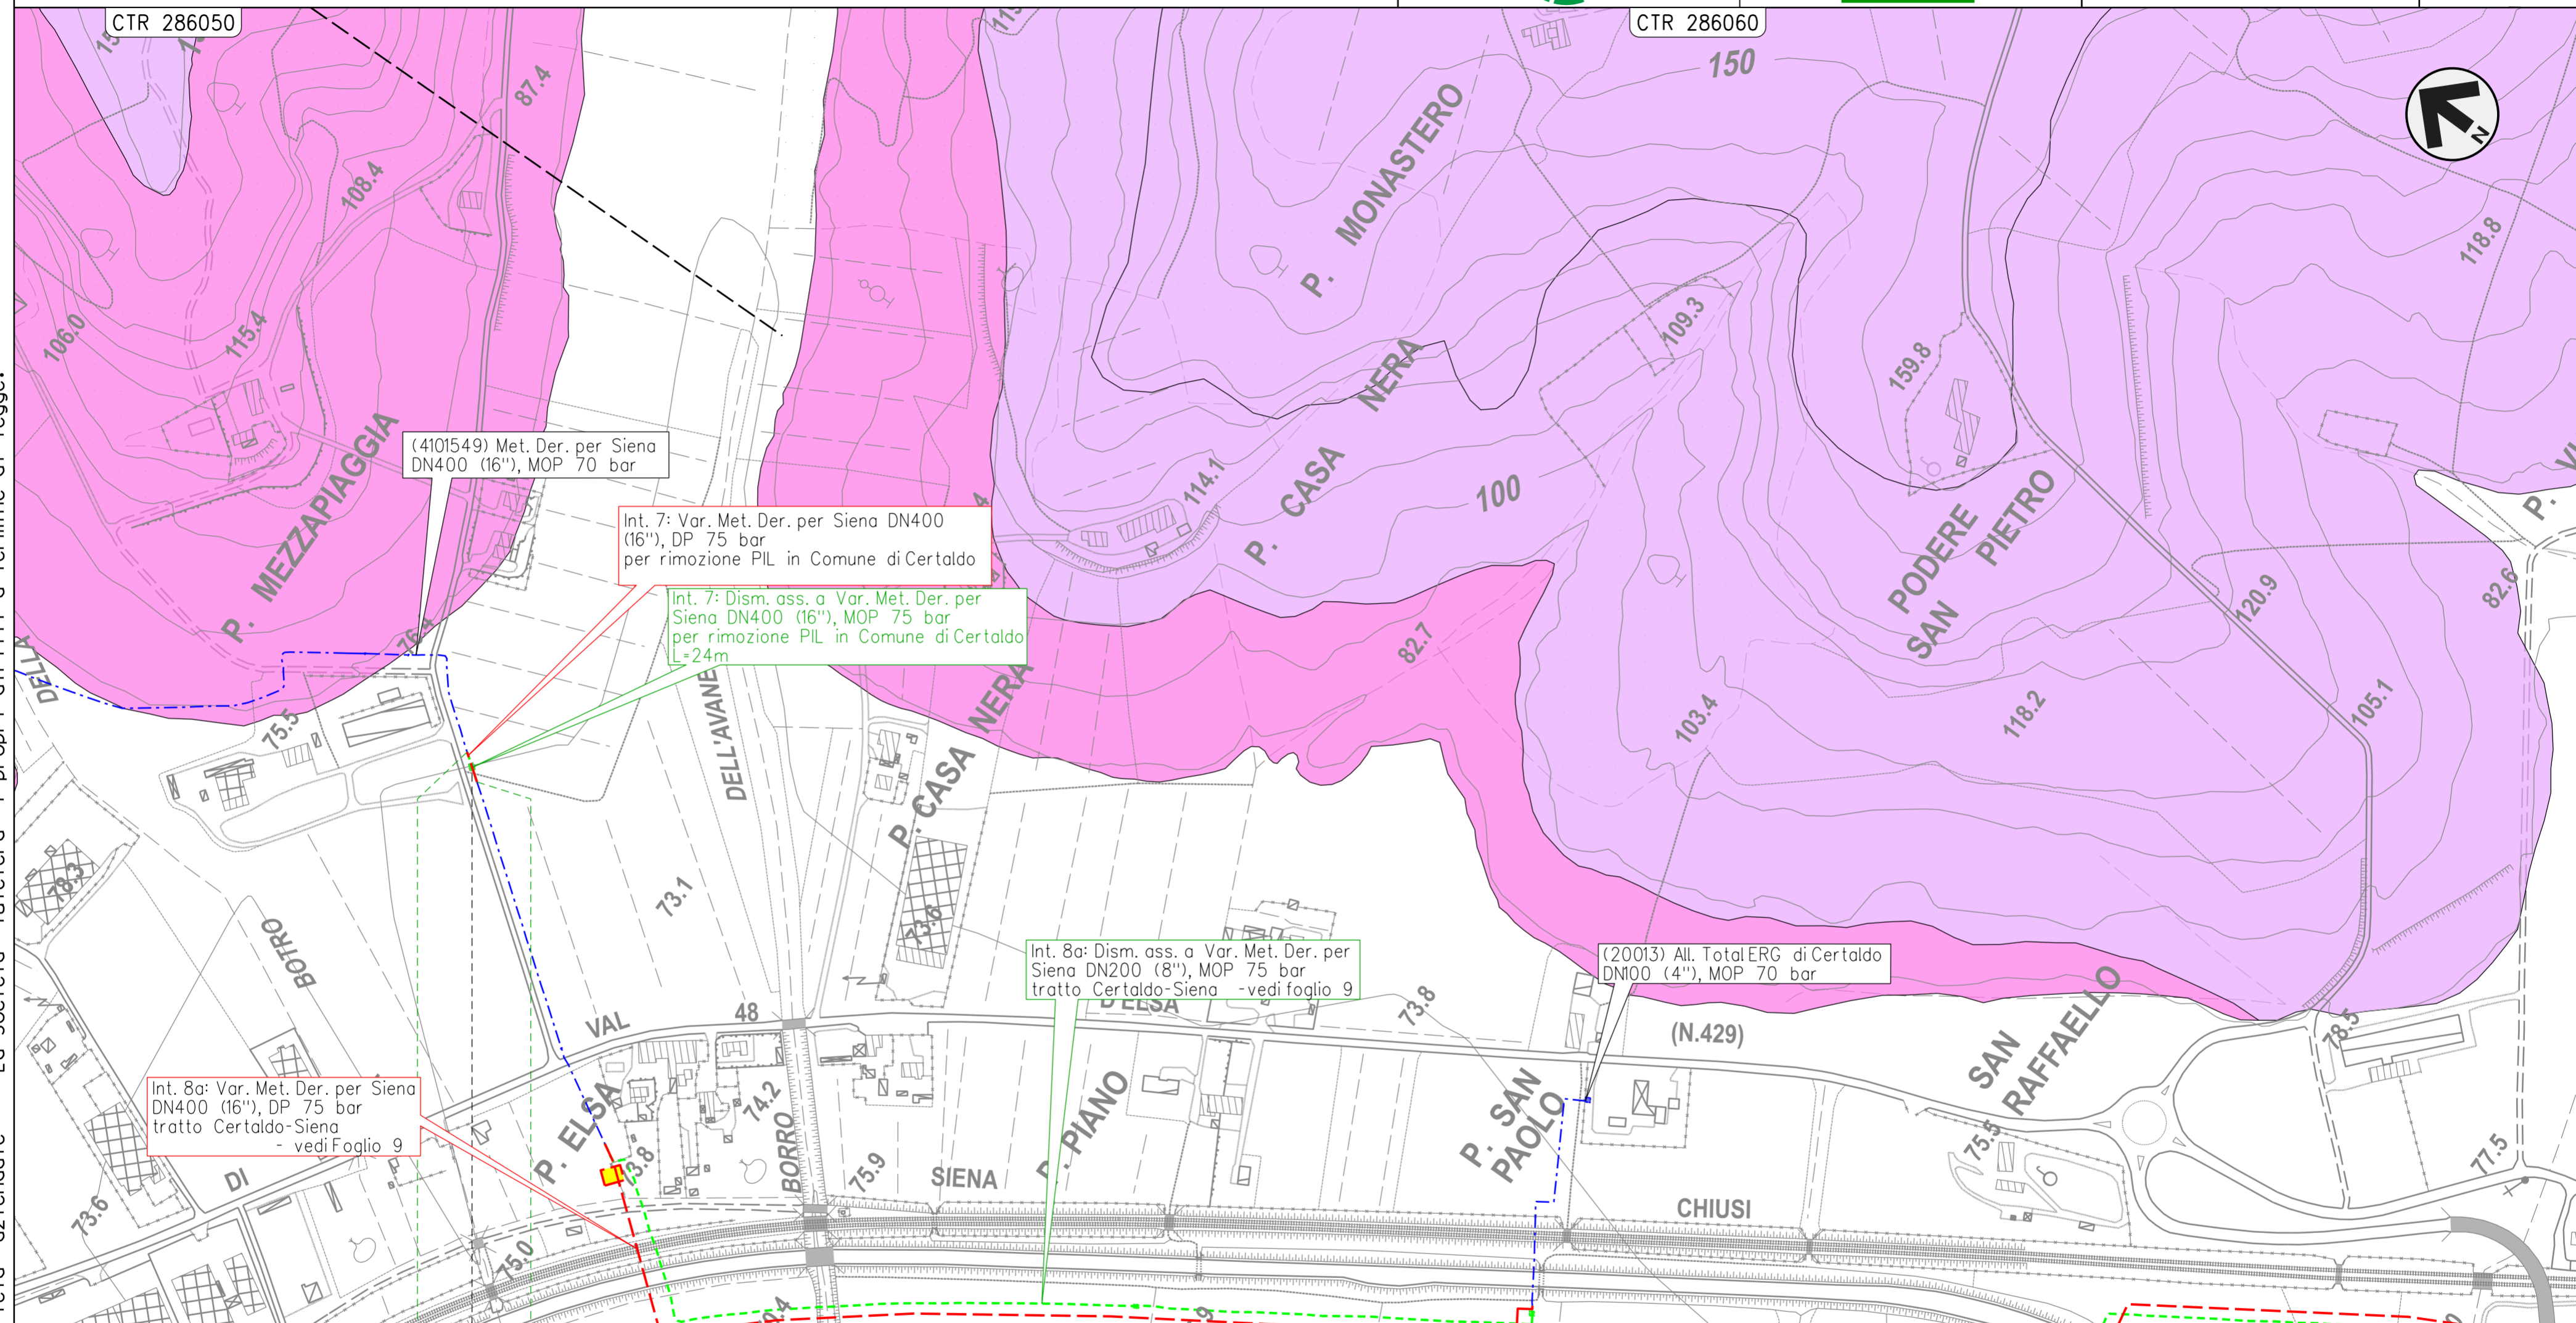 CTR 286050
CTR 286060
150
87.4
108.4
P. MONASTERO
N
118.8
106.0
115.4
109.3
159.8
P. MEZZAPIAGGIA
(4101549) Met. Der. per Siena
DN400 (16''), MOP 70 bar
P. CASA NERA
114.1
100
Int. 7: Var. Met. Der. per Siena DN400
(16''), DP 75 bar
per rimozione PIL in Comune di Certaldo
PODERE
SAN PIETRO
Int. 7: Dism. ass. a Var. Met. Der. per
Siena DN400 (16''), MOP 75 bar
per rimozione PIL in Comune di Certaldo
L=24m
82.6
120.9
82.7
DELLA
75.5
DELL'AVANE
P. CASA NERA
103.4
118.2
105.1
78.3
73.1
73.6
BOTRO
Int. 8a: Dism. ass. a Var. Met. Der. per
Siena DN200 (8''), MOP 75 bar
tratto Certaldo-Siena -vedi foglio 9
(20013) All. TotalERG di Certaldo
DN100 (4''), MOP 70 bar
VAL
48
D'ELSA
73.8
(N.429)
SAN
RAFFAELLO
78.5
Int. 8a: Var. Met. Der. per Siena
DN400 (16''), DP 75 bar
tratto Certaldo-Siena
- vedi Foglio 9
P. ELSA
74.2
BORRO
P. PIANO
P. SAN
PAOLO
75.5
77.5
DI
73.8
75.9
SIENA
CHIUSI
73.6
75.0